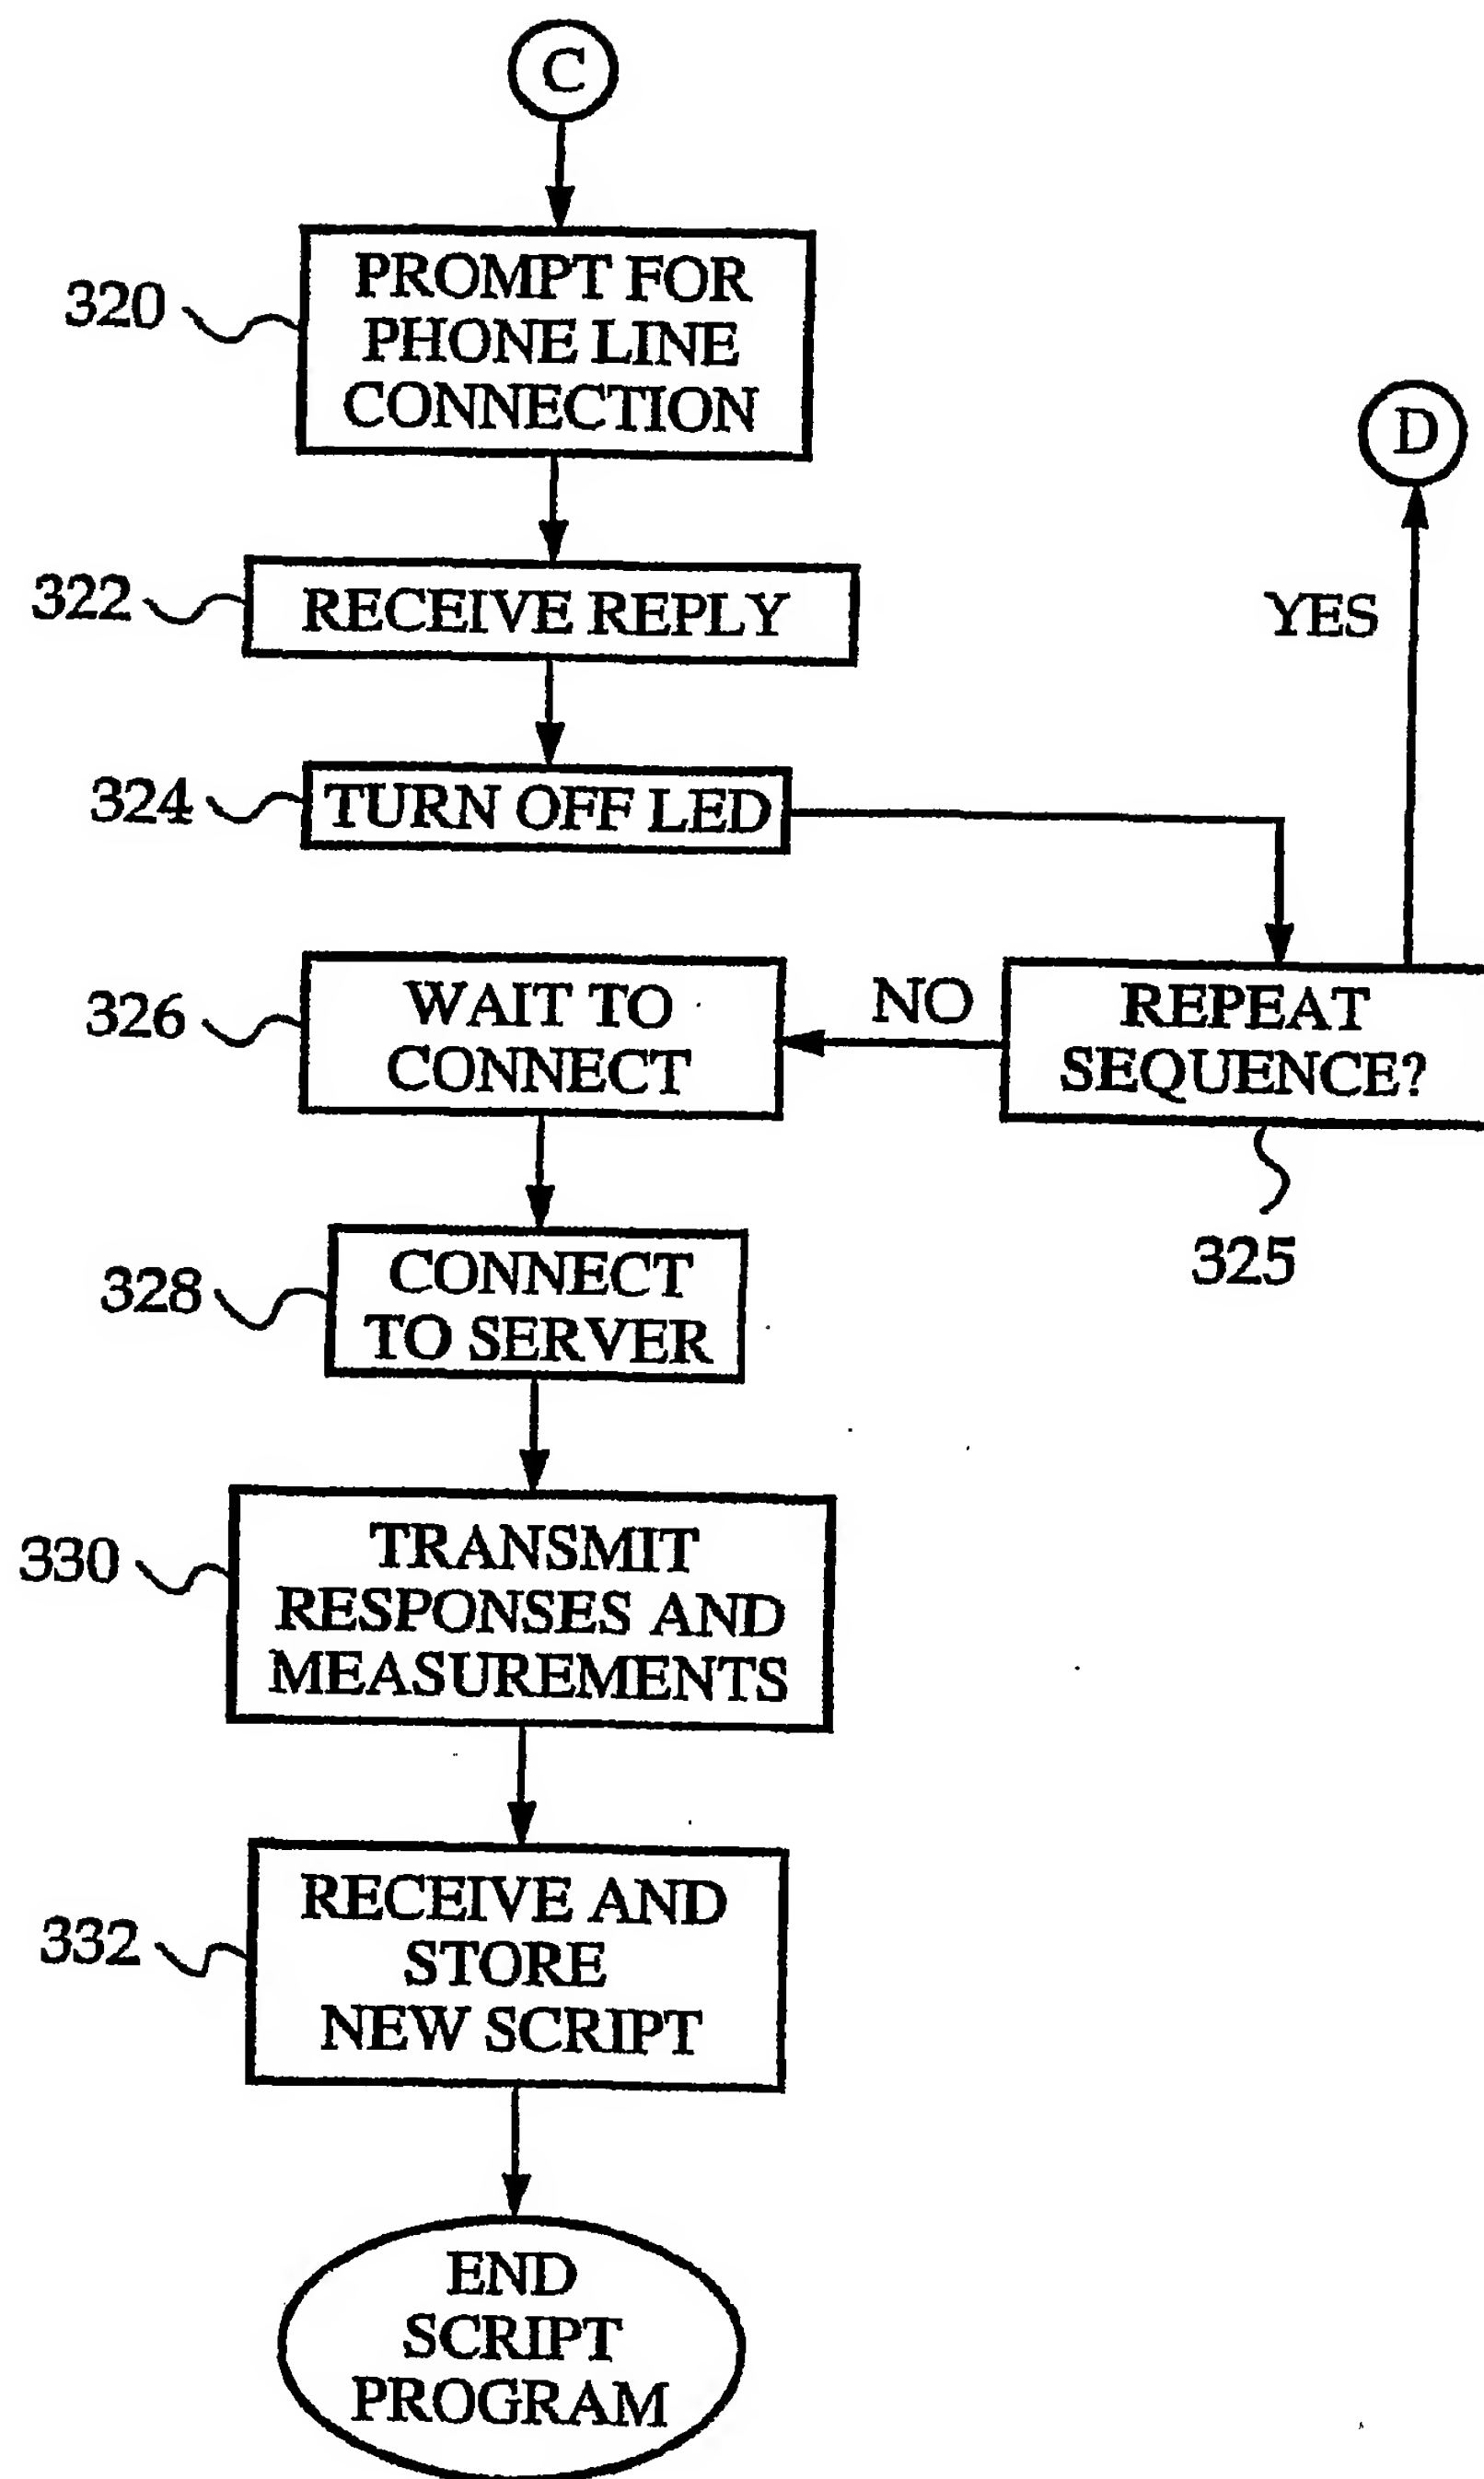 C
320
PROMPT FOR
PHONE LINE
CONNECTION
D
322
RECEIVE REPLY
YES
324
TURN OFF LED
326
WAIT TO
CONNECT
NO
REPEAT
SEQUENCE?
325
328
CONNECT
TO SERVER
330
TRANSMIT
RESPONSES AND
MEASUREMENTS
332
RECEIVE AND
STORE
NEW SCRIPT
END
SCRIPT
PROGRAM